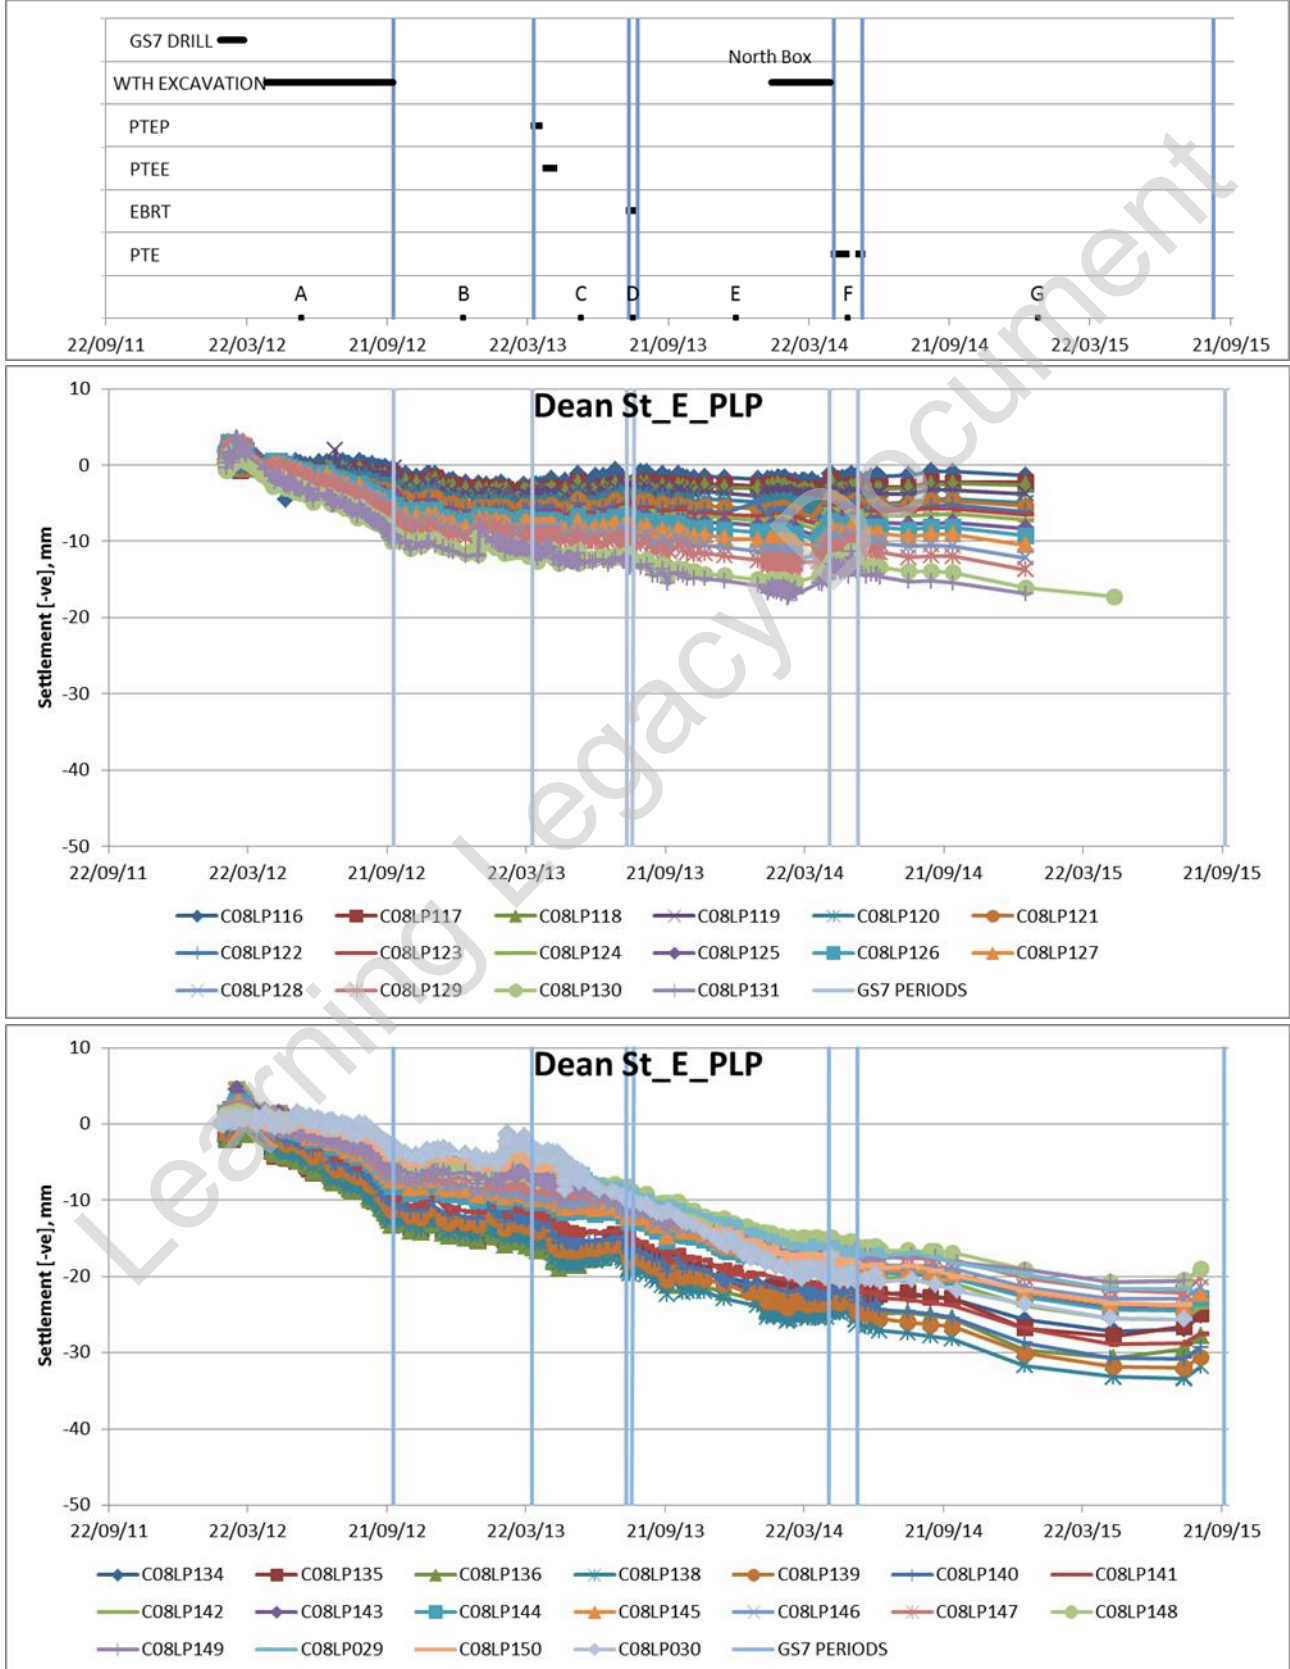 GS7 DRILL
North Box
WTH EXCAVATION
PTEP
PTEE
EBRT
PTE
A B C D E F G
22/09/11 22/03/12 21/09/12 22/03/13 21/09/13 22/03/14 21/09/14 22/03/15 21/09/15
Dean St_E_PLP
Settlement [-ve], mm
10
0
-10
-20
-30
-40
-50
22/09/11 22/03/12 21/09/12 22/03/13 21/09/13 22/03/14 21/09/14 22/03/15 21/09/15
C08LP116 C08LP117 C08LP118 C08LP119 C08LP120 C08LP121
C08LP122 C08LP123 C08LP124 C08LP125 C08LP126 C08LP127
C08LP128 C08LP129 C08LP130 C08LP131 GS7 PERIODS
Dean St_E_PLP
Settlement [-ve], mm
10
0
-10
-20
-30
-40
-50
22/09/11 22/03/12 21/09/12 22/03/13 21/09/13 22/03/14 21/09/14 22/03/15 21/09/15
C08LP134 C08LP135 C08LP136 C08LP138 C08LP139 C08LP140 C08LP141
C08LP142 C08LP143 C08LP144 C08LP145 C08LP146 C08LP147 C08LP148
C08LP149 C08LP029 C08LP150 C08LP030 GS7 PERIODS
Learning Legacy Document